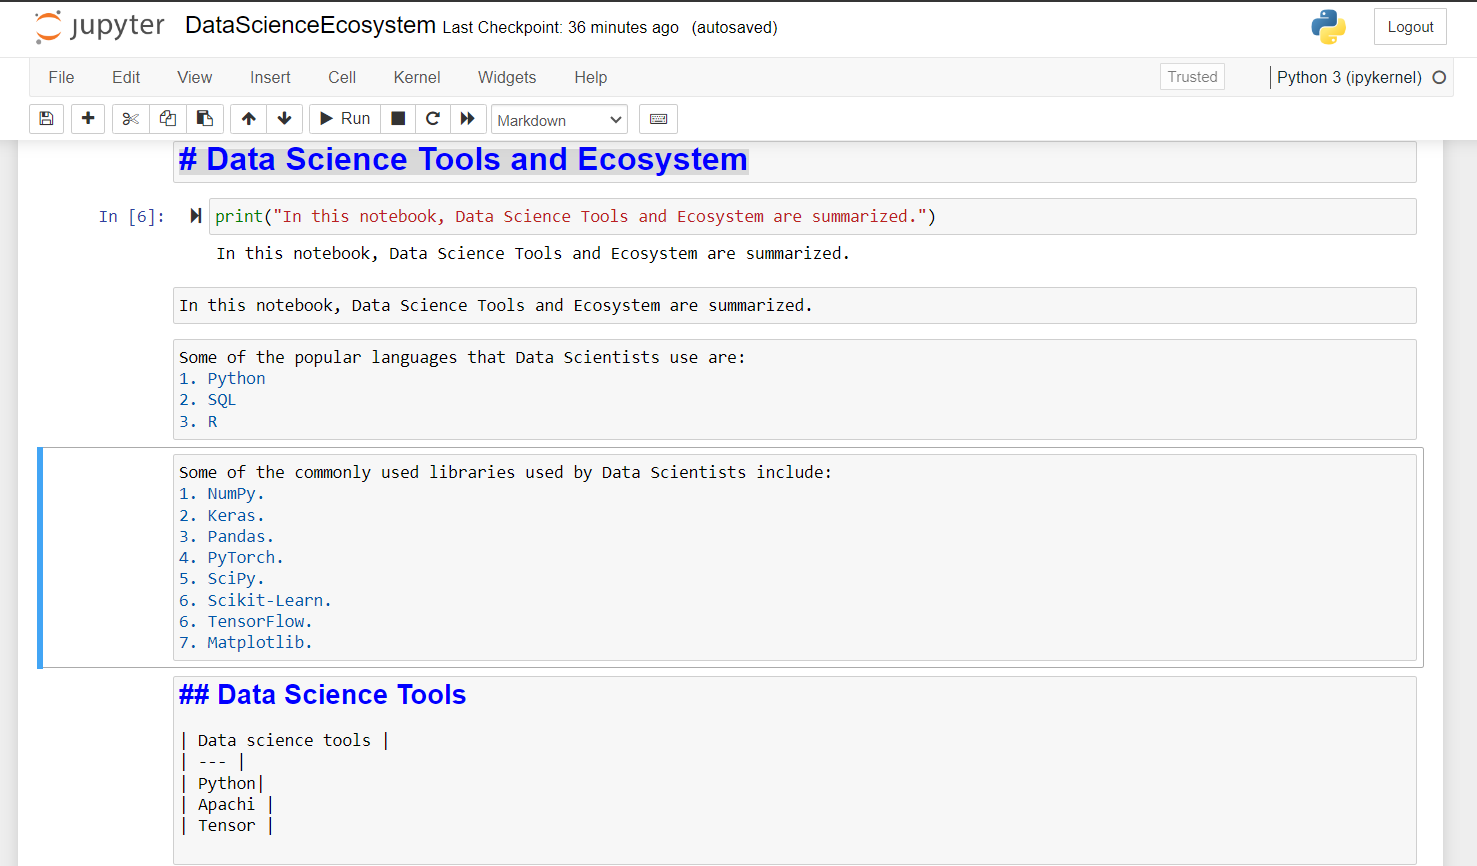 jupyter DataScienceEcosystem Last Checkpoint: 36 minutes ago (autosaved) Logout
File Edit View Insert Cell Kernel Widgets Help Trusted Python 3 (ipykernel)
Run Markdown
# Data Science Tools and Ecosystem
In [6]: print("In this notebook, Data Science Tools and Ecosystem are summarized.")
In this notebook, Data Science Tools and Ecosystem are summarized.
In this notebook, Data Science Tools and Ecosystem are summarized.
Some of the popular languages that Data Scientists use are:
1. Python
2. SQL
3. R
Some of the commonly used libraries used by Data Scientists include:
1. NumPy.
2. Keras.
3. Pandas.
4. PyTorch.
5. SciPy.
6. Scikit-Learn.
6. TensorFlow.
7. Matplotlib.
## Data Science Tools
| Data science tools |
| --- |
| Python|
| Apachi |
| Tensor |